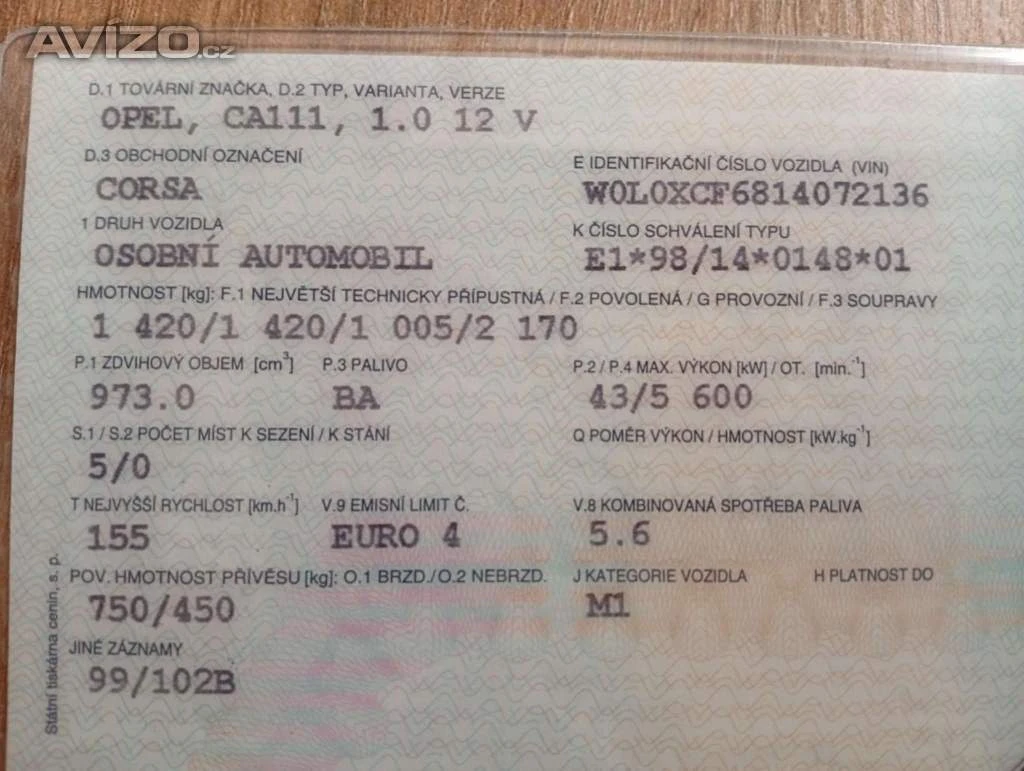 AVÍZO.cz
D.1 TOVÁRNÍ ZNAČKA, D.2 TYP, VARIANTA, VERZE
OPEL, CA111, 1.0 12 V
D.3 OBCHODNÍ OZNAČENÍ
CORSA
E IDENTIFIKAČNÍ ČÍSLO VOZIDLA (VIN)
W0L0XCF6814072136
1 DRUH VOZIDLA
OSOBNÍ AUTOMOBIL
K ČÍSLO SCHVÁLENÍ TYPU
E1*98/14*0148*01
HMOTNOST [kg]: F.1 NEJVĚTŠÍ TECHNICKY PŘÍPUSTNÁ / F.2 POVOLENÁ / G PROVOZNÍ / F.3 SOUPRAVY
1 420/1 420/1 005/2 170
P.1 ZDVIHOVÝ OBJEM [cm³] P.3 PALIVO P.2 / P.4 MAX. VÝKON [kW] / OT. [min.⁻¹]
973.0 BA 43/5 600
S.1 / S.2 POČET MÍST K SEZENÍ / K STÁNÍ Q POMĚR VÝKON / HMOTNOST [kW.kg⁻¹]
5/0
T NEJVYŠŠÍ RYCHLOST [km.h⁻¹] V.9 EMISNÍ LIMIT Č. V.8 KOMBINOVANÁ SPOTŘEBA PALIVA
155 EURO 4 5.6
POV. HMOTNOST PŘÍVĚSU [kg]: O.1 BRZD./O.2 NEBRZD. J KATEGORIE VOZIDLA H PLATNOST DO
750/450 M1
JINÉ ZÁZNAMY
99/102B
Státní tiskárna cenin, s. p.